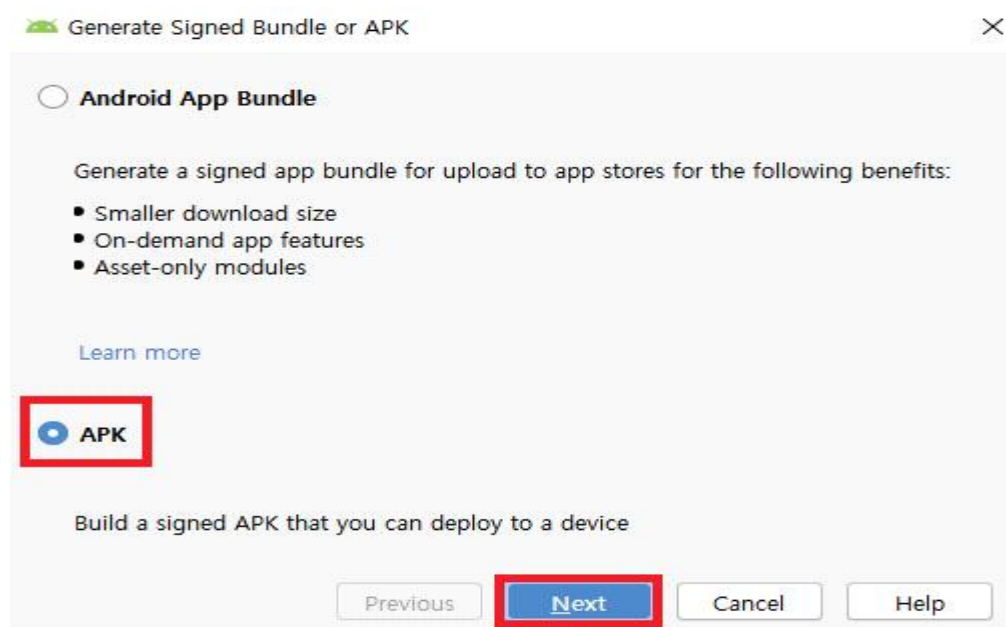 Generate Signed Bundle or APK
Android App Bundle
Generate a signed app bundle for upload to app stores for the following benefits:
• Smaller download size
• On-demand app features
• Asset-only modules
Learn more
APK
Build a signed APK that you can deploy to a device
Previous Next Cancel Help